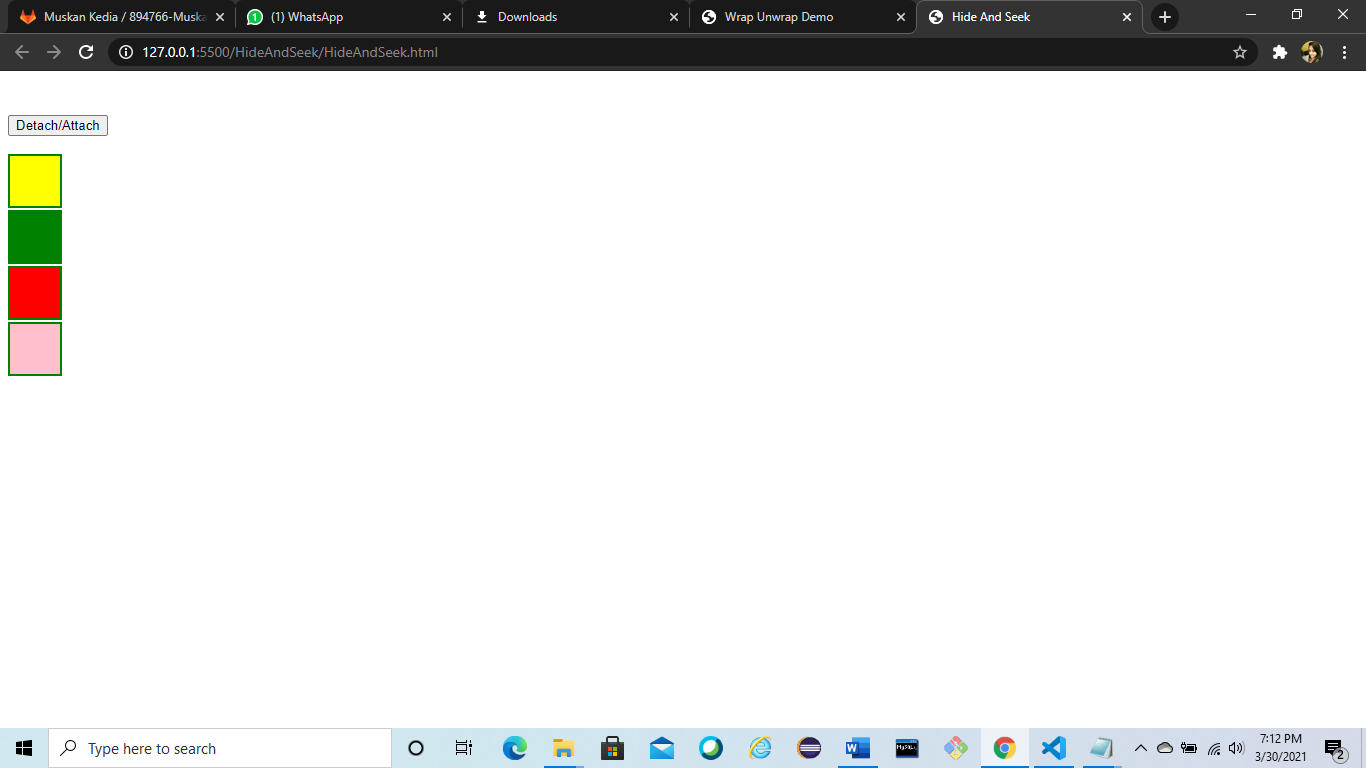 Muskan Kedia / 894766-Muska
(1) WhatsApp
Downloads
Wrap Unwrap Demo
Hide And Seek
127.0.0.1:5500/HideAndSeek/HideAndSeek.html
Detach/Attach
Type here to search
7:12 PM
3/30/2021
2